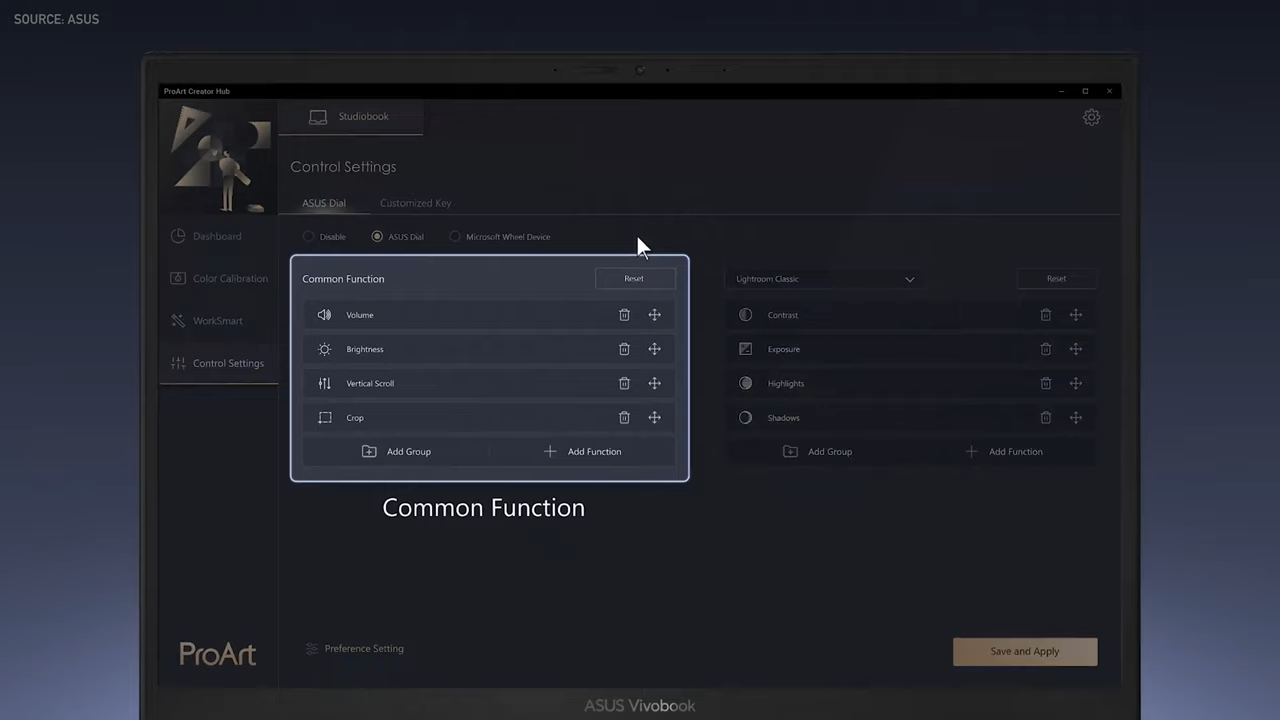 SOURCE: ASUS
ProArt Creator Hub
Studiobook
Control Settings
ASUS Dial
Customized Key
Disable
ASUS Dial
Microsoft Wheel Device
Dashboard
Color Calibration
WorkSmart
Control Settings
Common Function
Reset
Volume
Brightness
Vertical Scroll
Crop
Add Group
Add Function
Common Function
Lightroom Classic
Reset
Contrast
Exposure
Highlights
Shadows
Add Group
Add Function
ProArt
Preference Setting
Save and Apply
ASUS Vivobook